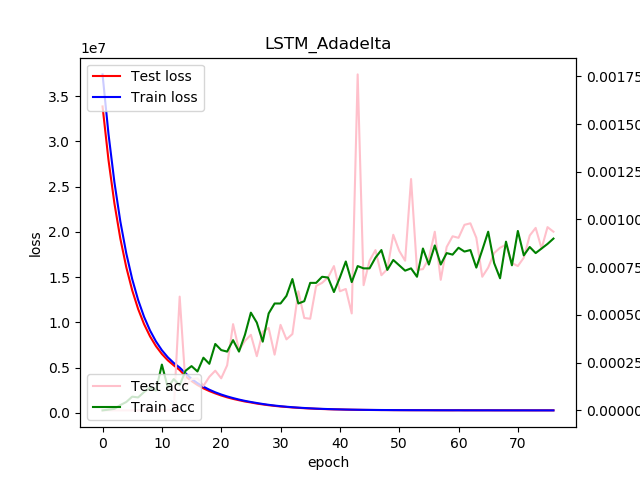 LSTM_Adadelta
1e7
Test loss
Train loss
3.5
3.0
2.5
2.0
1.5
1.0
0.5
0.0
loss
0.00175
0.00150
0.00125
0.00100
0.00075
0.00050
0.00025
0.00000
Test acc
Train acc
0 10 20 30 40 50 60 70
epoch